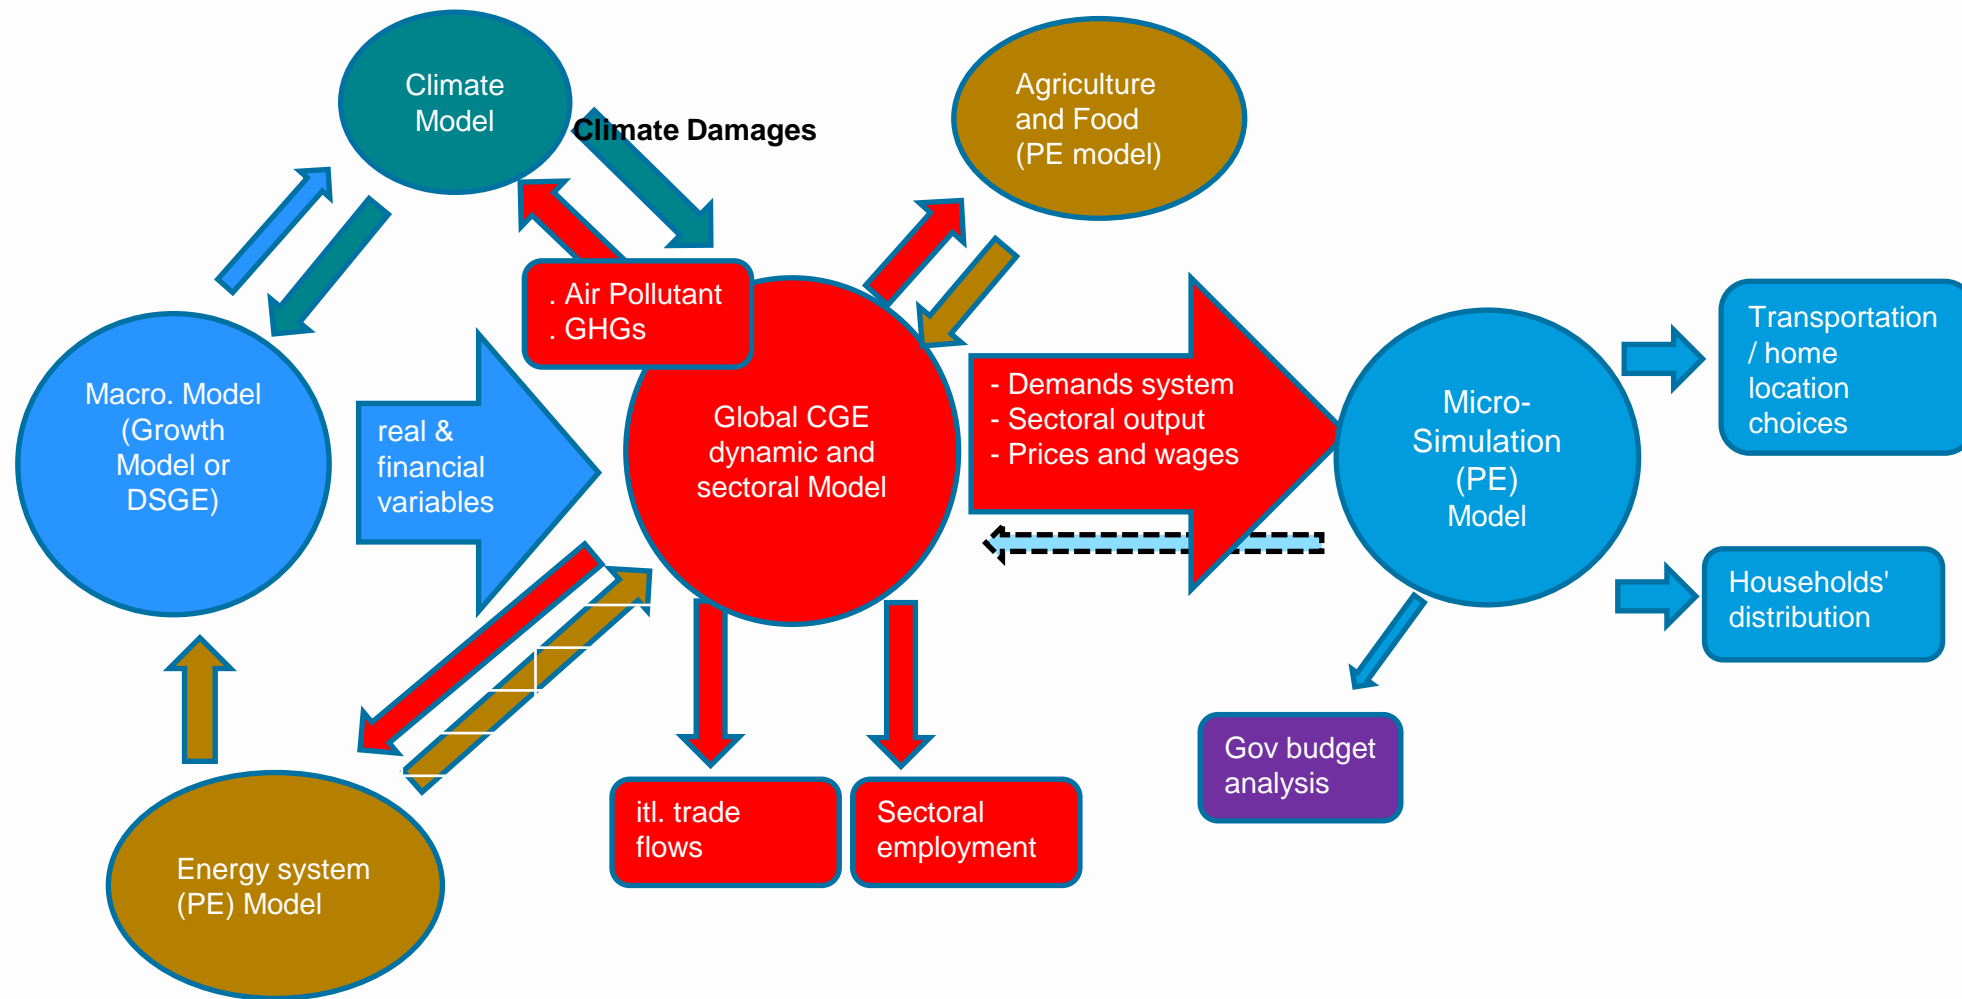 Climate
Model
Climate Damages
Agriculture
and Food
(PE model)
. Air Pollutant
. GHGs
Macro. Model
(Growth
Model or
DSGE)
real &
financial
variables
Global CGE
dynamic and
sectoral Model
- Demands system
- Sectoral output
- Prices and wages
Micro-
Simulation
(PE)
Model
Transportation
/ home
location
choices
Households'
distribution
Gov budget
analysis
itl. trade
flows
Sectoral
employment
Energy system
(PE) Model